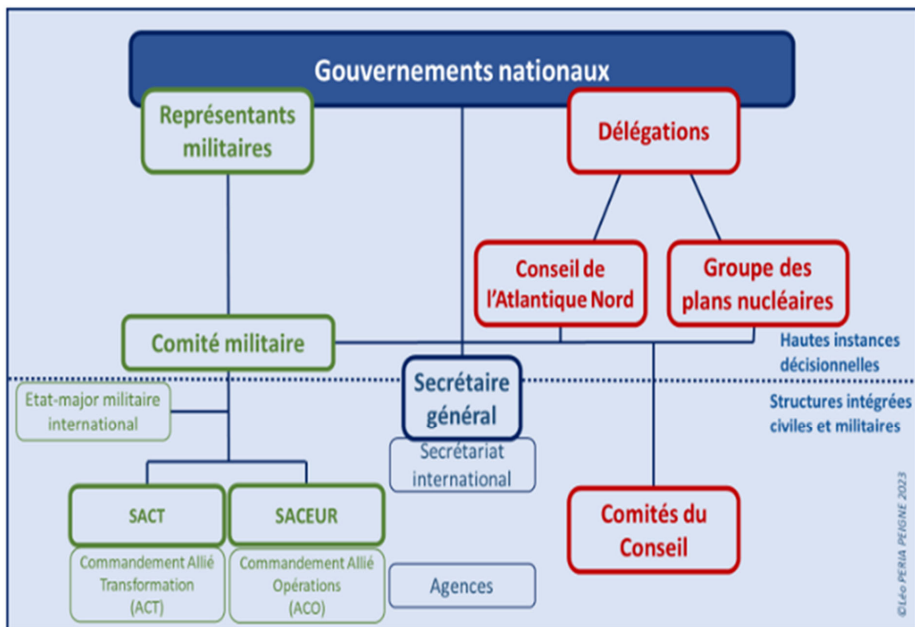 Gouvernements nationaux
Représentants
militaires
Délégations
Conseil de
l'Atlantique Nord
Groupe des
plans nucléaires
Comité militaire
Hautes instances
décisionnelles
Secrétaire
général
Etat-major militaire
international
Structures intégrées
civiles et militaires
Secrétariat
international
SACT
SACEUR
Comités du
Conseil
Commandement Allié
Transformation
(ACT)
Commandement Allié
Opérations
(ACO)
Agences
©Léo PERIA PEIGNE 2023